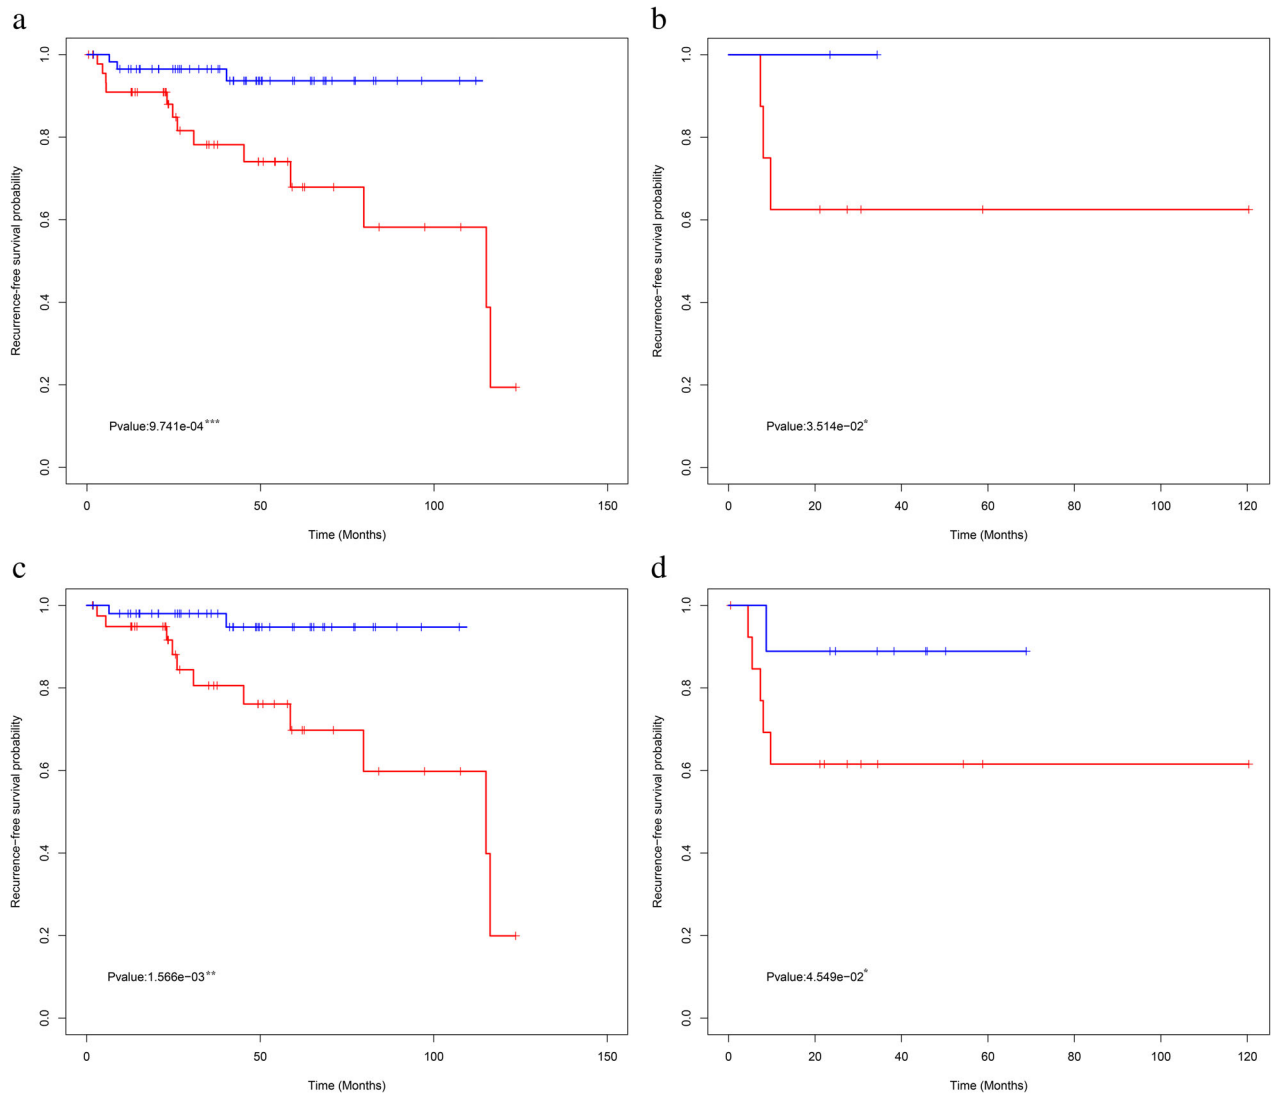 a
Recurrence-free survival probability
1.0
0.8
0.6
0.4
0.2
0.0
Pvalue:9.741e-04***
0 50 100 150
Time (Months)
b
Recurrence−free survival probability
1.0
0.8
0.6
0.4
0.2
0.0
Pvalue:3.514e−02*
0 20 40 60 80 100 120
Time (Months)
c
Recurrence−free survival probability
1.0
0.8
0.6
0.4
0.2
0.0
Pvalue:1.566e−03**
0 50 100 150
Time (Months)
d
Recurrence−free survival probability
1.0
0.8
0.6
0.4
0.2
0.0
Pvalue:4.549e−02*
0 20 40 60 80 100 120
Time (Months)